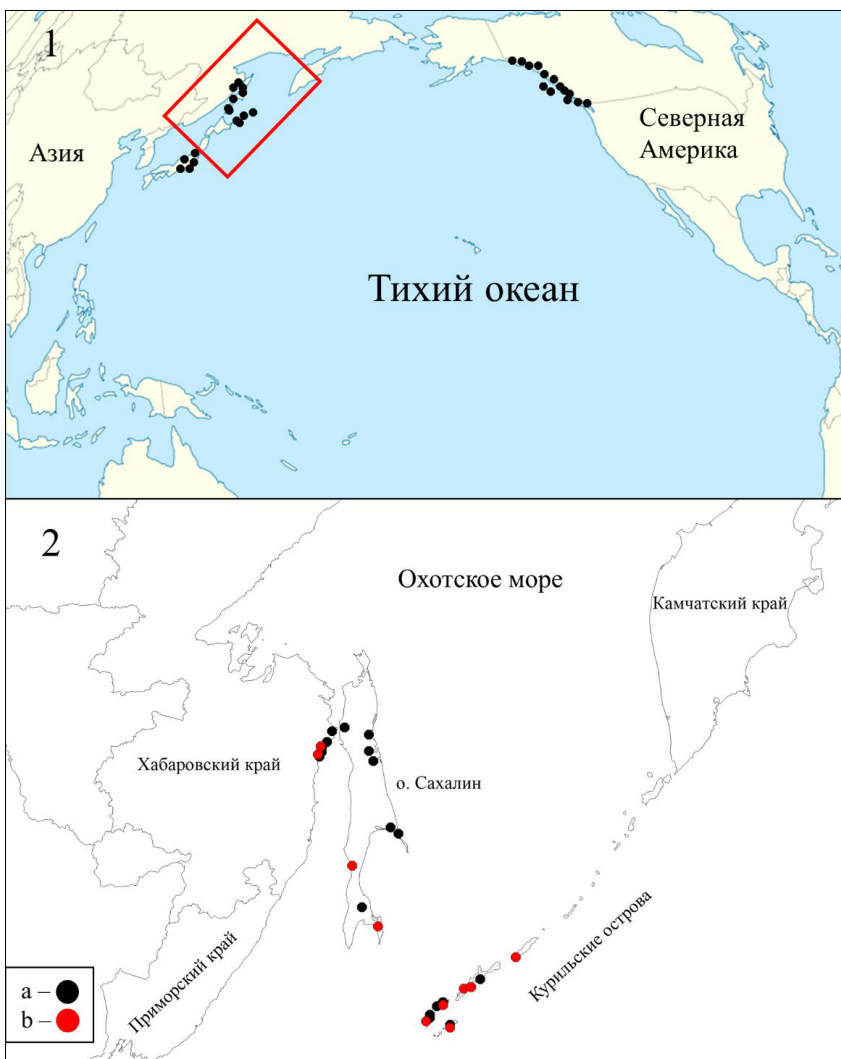 1
Азия
Северная
Америка
Тихий океан
2
Охотское море
Камчатский край
Хабаровский край
о. Сахалин
Курильские острова
Приморский край
a –
b –